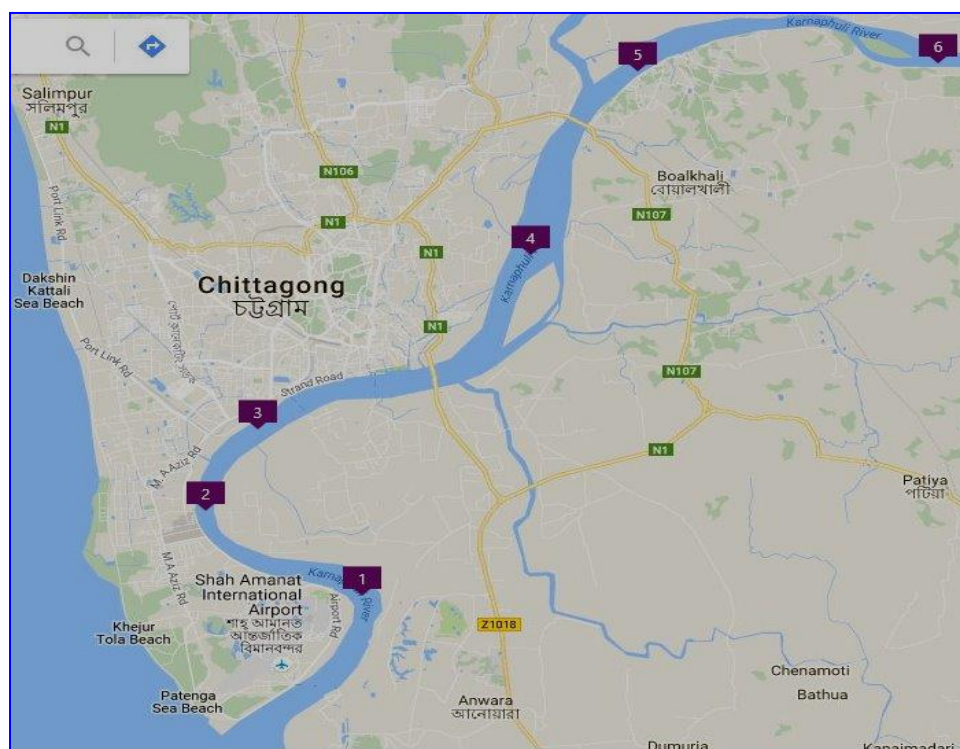 Karnaphuli River
6
5
Salimpur
সলিমপুর
N1
N106
Port Link Rd
Boalkhali
বোয়ালখালী
N107
N1
4
N1
Karnaphuli
Dakshin
Kattali
Sea Beach
Chittagong
চট্টগ্রাম
N1
Port Link Rd
N107
Strand Road
3
N1
M. A Aziz Rd
Patiya
পটিয়া
2
M.A Aziz Rd
Shah Amanat
International
Airport
শাহ আমানত
আন্তর্জাতিক
বিমানবন্দর
Airport Rd
1
River
Khejur
Tola Beach
Z1018
Patenga
Sea Beach
Anwara
আনোয়ারা
Chenamoti
Bathua
Dumuria
Kanaimadari